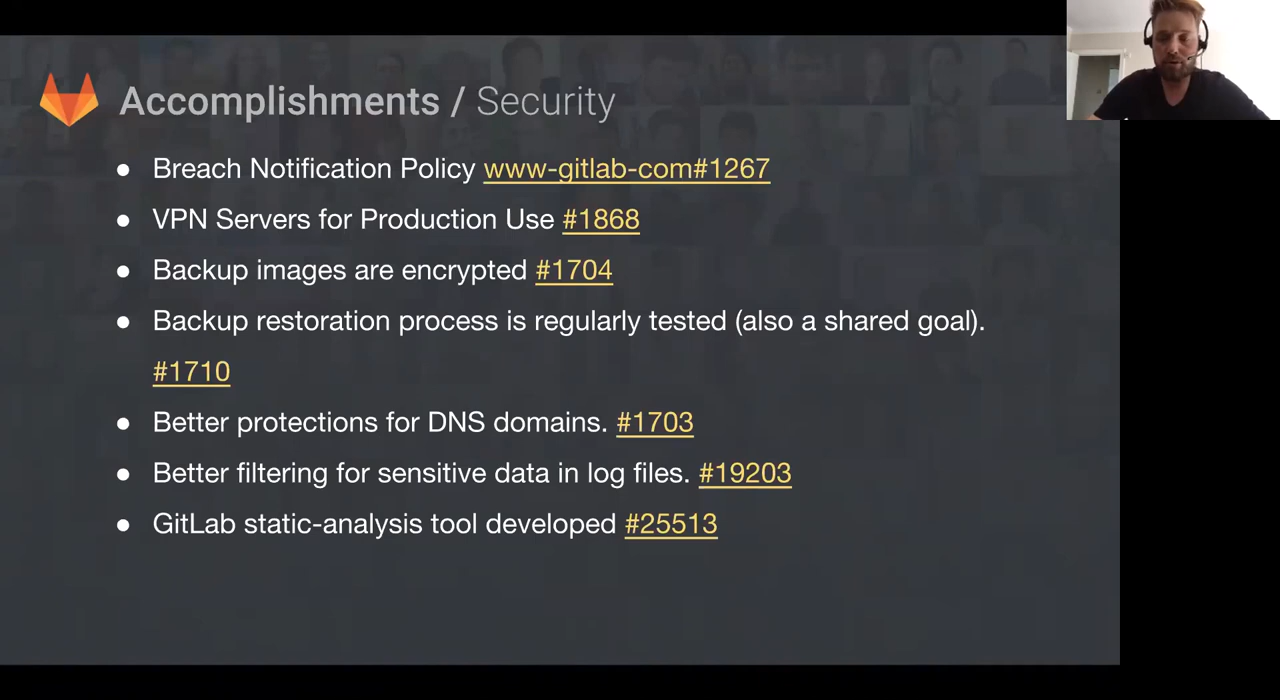 Accomplishments / Security
● Breach Notification Policy www-gitlab-com#1267
● VPN Servers for Production Use #1868
● Backup images are encrypted #1704
● Backup restoration process is regularly tested (also a shared goal).
#1710
● Better protections for DNS domains. #1703
● Better filtering for sensitive data in log files. #19203
● GitLab static-analysis tool developed #25513